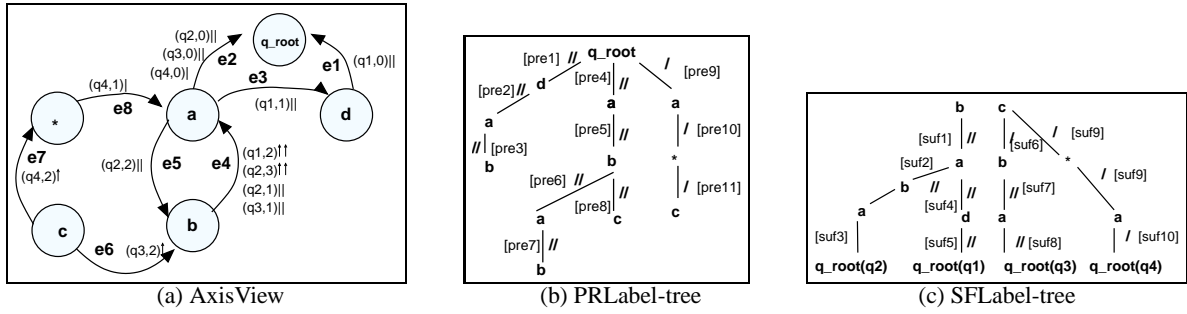 (q2,0)||
(q3,0)||
(q4,0)|
e2
q_root
e1
(q1,0)||
e3
(q1,1)||
(q4,1)|
e8
*
a
d
e7
(q4,2)↑
(q2,2)||
e5
e4
(q1,2)↑↑
(q2,3)↑↑
(q2,1)||
(q3,1)||
c
e6
(q3,2)↑
b
(a) AxisView
q_root
[pre1] //
[pre4] //
/ [pre9]
d
[pre2] //
a
a
a
// [pre3]
[pre5] //
/ [pre10]
b
b
*
[pre6] //
[pre8] //
/ [pre11]
a
c
c
[pre7] //
b
(b) PRLabel-tree
b c
[suf1] //
/ [suf6]
/ [suf9]
[suf2]
a
b
*
b
//
[suf4] //
// [suf7]
/ [suf9]
a
d
a
a
[suf3]
[suf5] //
// [suf8]
/ [suf10]
q_root(q2) q_root(q1) q_root(q3) q_root(q4)
(c) SFLabel-tree